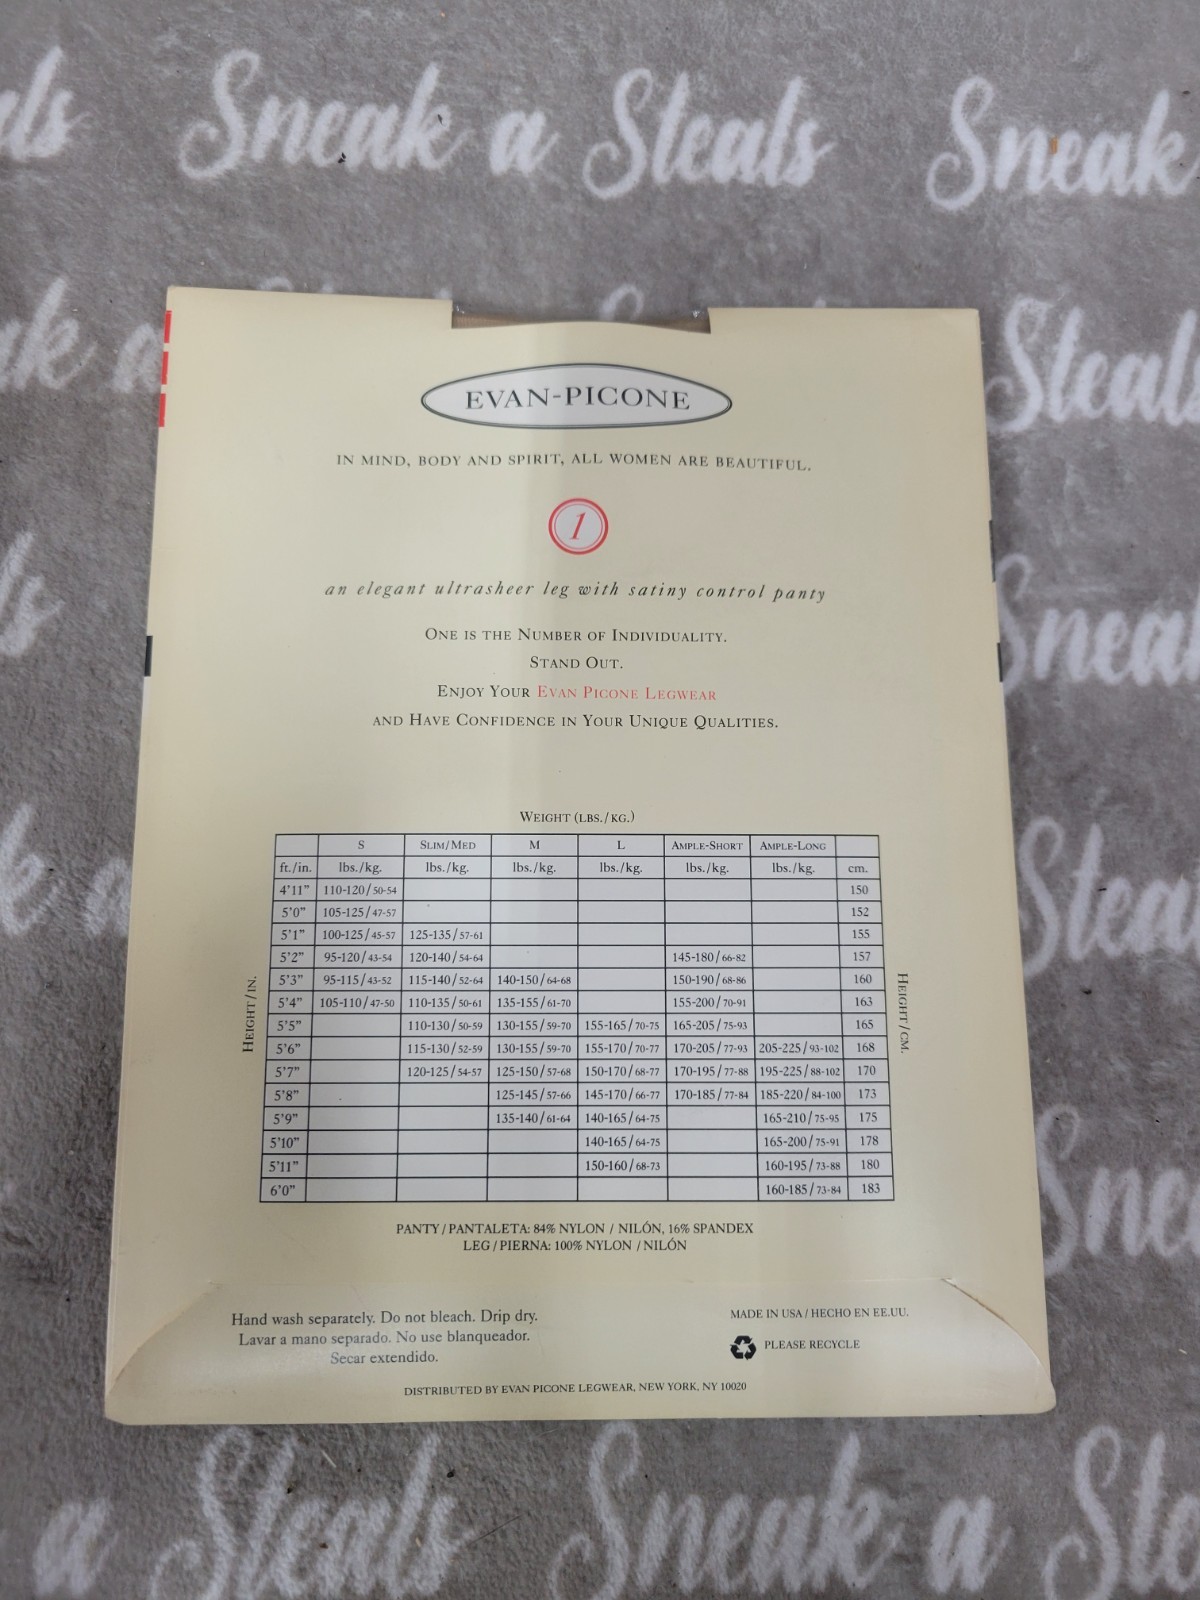 als Sneak a Steals Sneak
EVAN-PICONE
IN MIND, BODY AND SPIRIT, ALL WOMEN ARE BEAUTIFUL.
1
an elegant ultrasheer leg with satiny control panty
ONE IS THE NUMBER OF INDIVIDUALITY.
STAND OUT.
ENJOY YOUR EVAN PICONE LEGWEAR
AND HAVE CONFIDENCE IN YOUR UNIQUE QUALITIES.
WEIGHT (LBS./KG.)
S SLIM/MED M L AMPLE-SHORT AMPLE-LONG
ft./in. lbs./kg. lbs./kg. lbs./kg. lbs./kg. lbs./kg. lbs./kg. cm.
4'11" 110-120/50-54 150
5'0" 105-125/47-57 152
5'1" 100-125/45-57 125-135/57-61 155
5'2" 95-120/43-54 120-140/54-64 145-180/66-82 157
5'3" 95-115/43-52 115-140/52-64 140-150/64-68 150-190/68-86 160
5'4" 105-110/47-50 110-135/50-61 135-155/61-70 155-200/70-91 163
5'5" 110-130/50-59 130-155/59-70 155-165/70-75 165-205/75-93 165
5'6" 115-130/52-59 130-155/59-70 155-170/70-77 170-205/77-93 205-225/93-102 168
5'7" 120-125/54-57 125-150/57-68 150-170/68-77 170-195/77-88 195-225/88-102 170
5'8" 125-145/57-66 145-170/66-77 170-185/77-84 185-220/84-100 173
5'9" 135-140/61-64 140-165/64-75 165-210/75-95 175
5'10" 140-165/64-75 165-200/75-91 178
5'11" 150-160/68-73 160-195/73-88 180
6'0" 160-185/73-84 183
HEIGHT/IN.
HEIGHT/CM.
PANTY/PANTALETA: 84% NYLON / NILÓN, 16% SPANDEX
LEG/PIERNA: 100% NYLON / NILÓN
Hand wash separately. Do not bleach. Drip dry.
Lavar a mano separado. No use blanqueador.
Secar extendido.
MADE IN USA/HECHO EN EE.UU.
PLEASE RECYCLE
DISTRIBUTED BY EVAN PICONE LEGWEAR, NEW YORK, NY 10020
a Steals Sneak a Ste